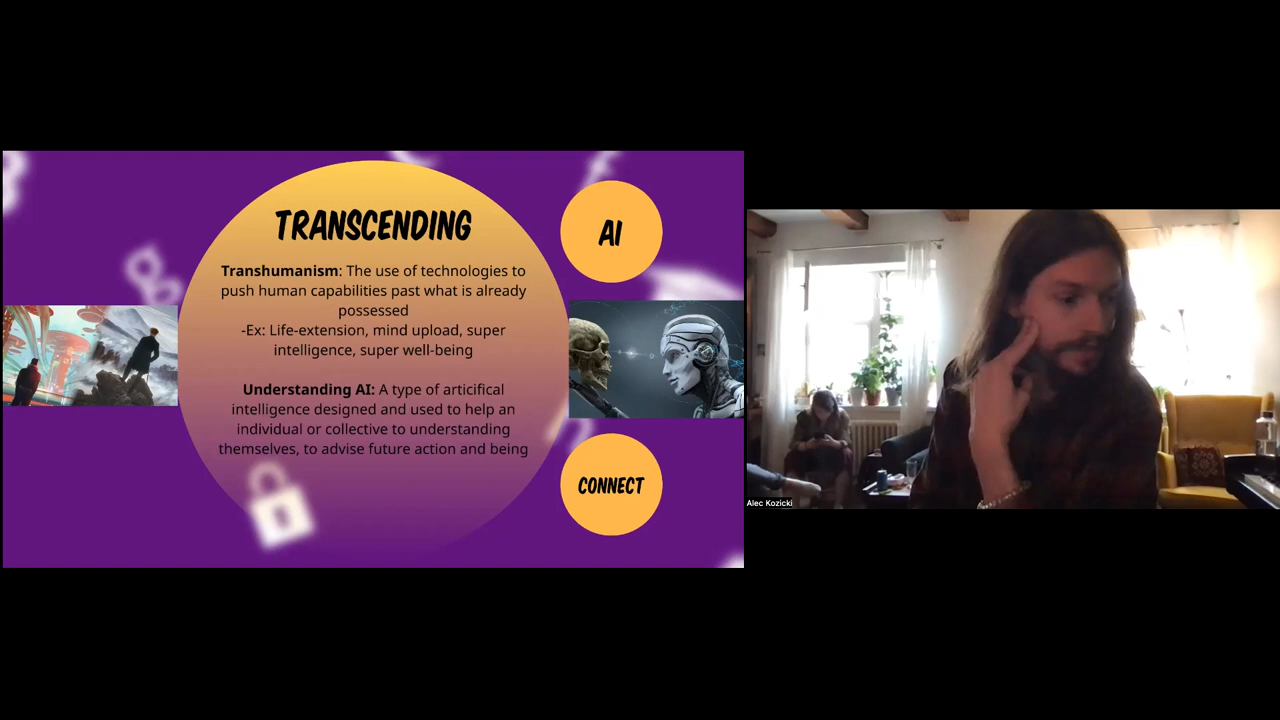 TRANSCENDING
Transhumanism: The use of technologies to
push human capabilities past what is already
possessed
-Ex: Life-extension, mind upload, super
intelligence, super well-being
Understanding AI: A type of articifical
intelligence designed and used to help an
individual or collective to understanding
themselves, to advise future action and being
AI
CONNECT
Alec Kozicki